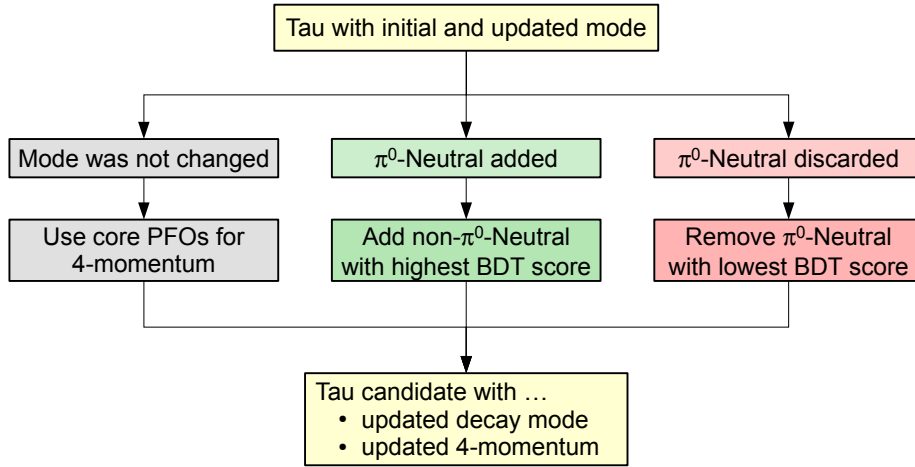 Tau with initial and updated mode
Mode was not changed
π⁰-Neutral added
π⁰-Neutral discarded
Use core PFOs for
4-momentum
Add non-π⁰-Neutral
with highest BDT score
Remove π⁰-Neutral
with lowest BDT score
Tau candidate with …
• updated decay mode
• updated 4-momentum